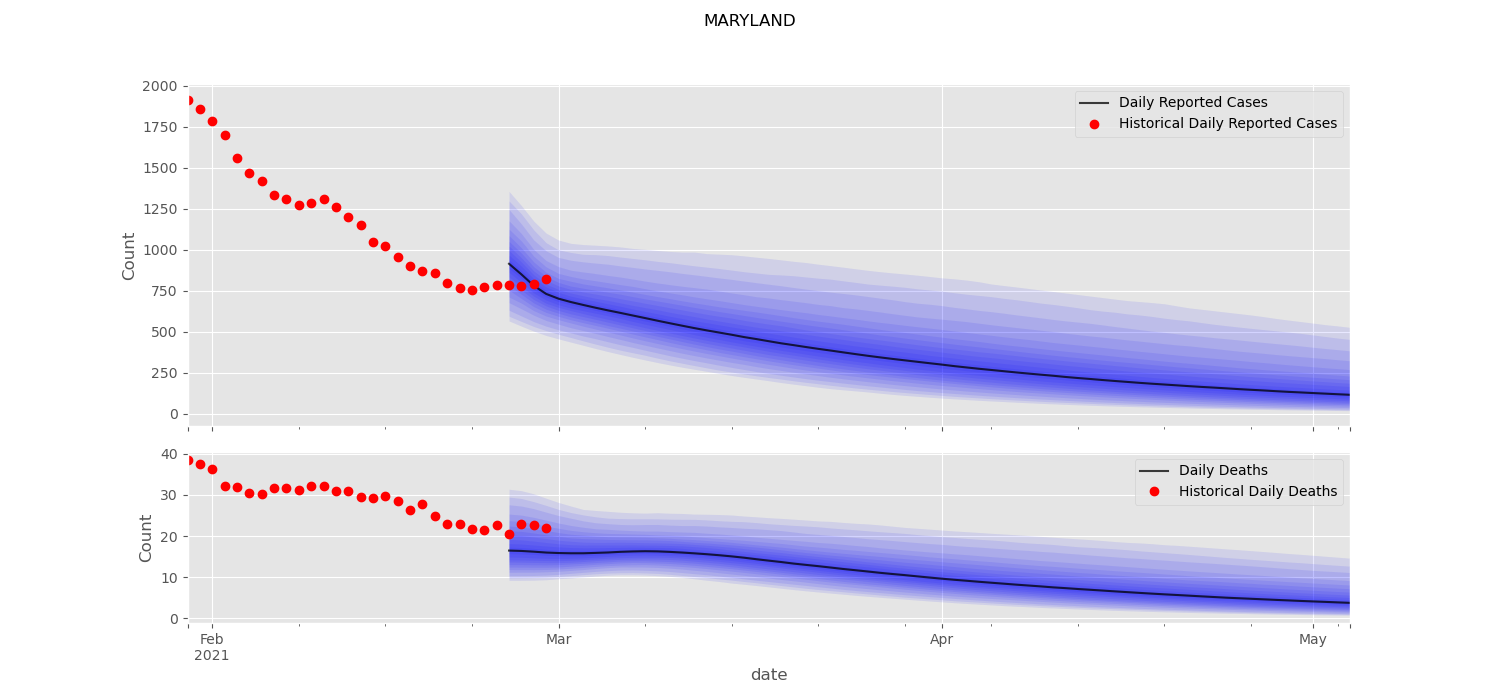 MARYLAND
2000
1750
1500
1250
1000
750
500
250
0
Count
Daily Reported Cases
Historical Daily Reported Cases
40
30
20
10
0
Count
Daily Deaths
Historical Daily Deaths
Feb
2021
Mar
Apr
May
date